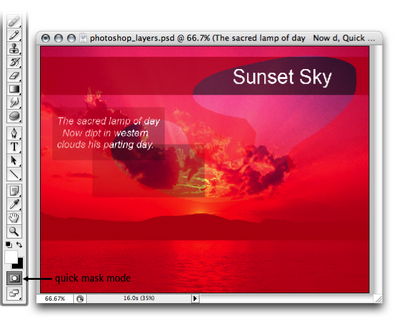 photoshop_layers.psd @ 66.7% (The sacred lamp of day   Now d, Quick ...
Sunset Sky
The sacred lamp of day
Now dipt in western
clouds his parting day.
quick mask mode
66.67%
16.0s (35%)